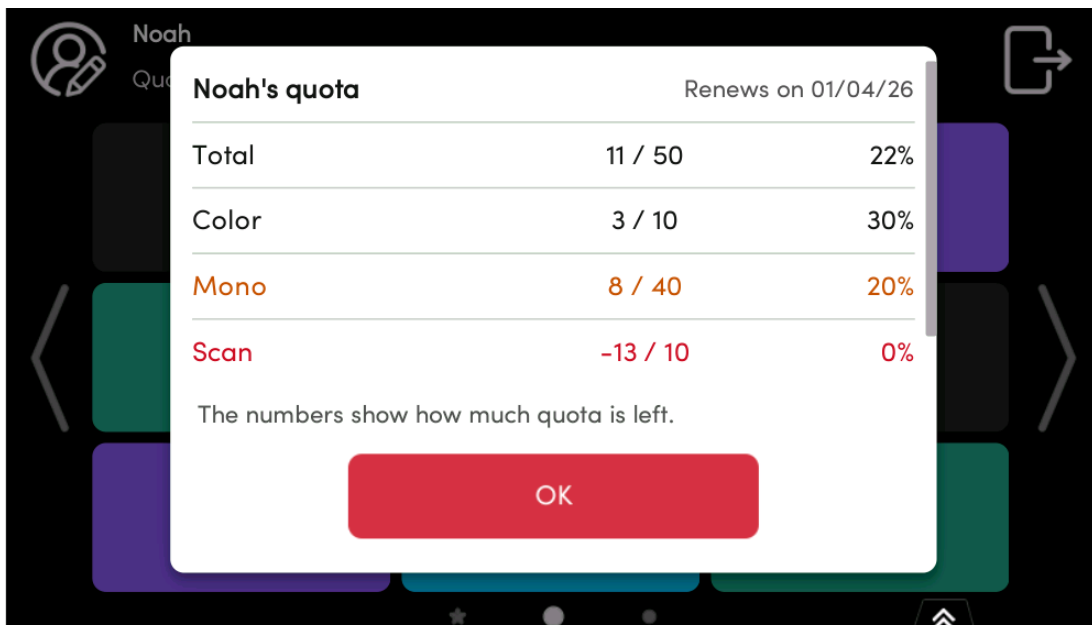 Noah
Noah's quota Renews on 01/04/26
Total 11 / 50 22%
Color 3 / 10 30%
Mono 8 / 40 20%
Scan -13 / 10 0%
The numbers show how much quota is left.
OK